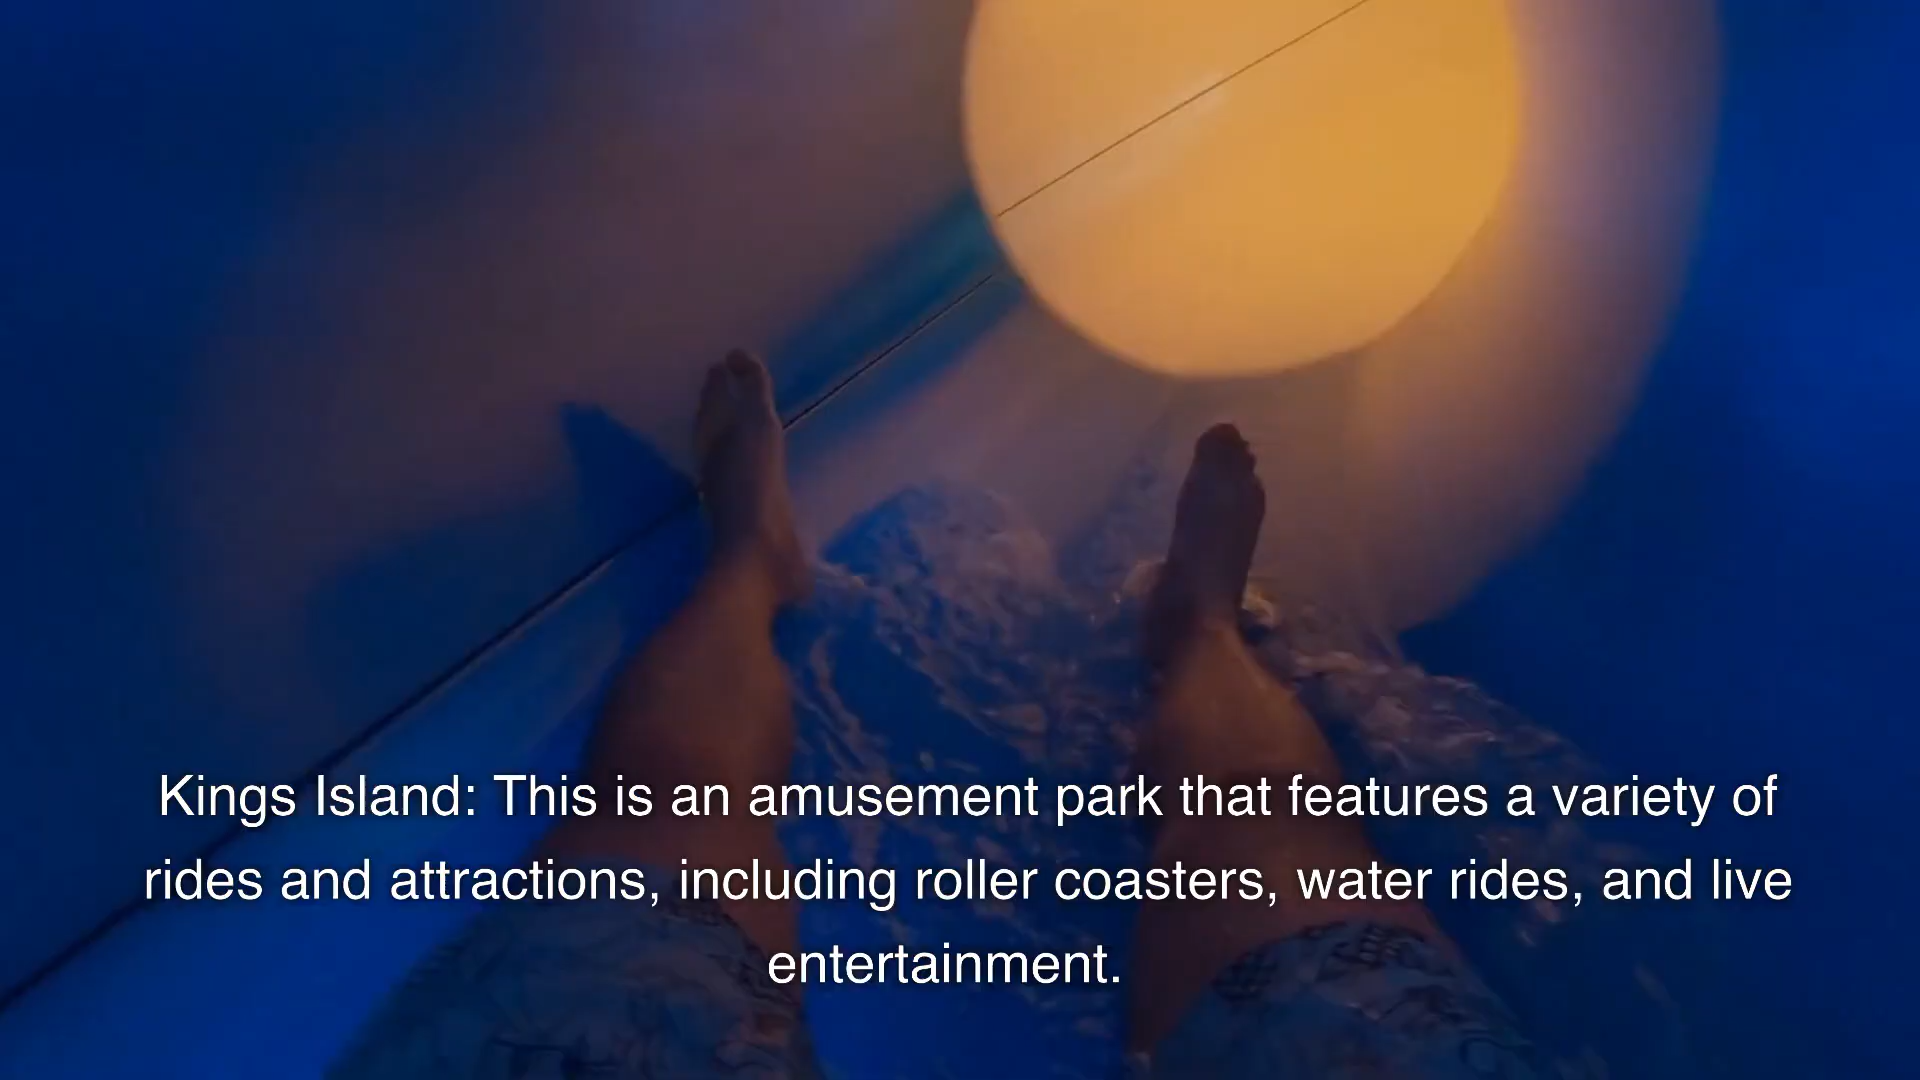 Kings Island: This is an amusement park that features a variety of
rides and attractions, including roller coasters, water rides, and live
entertainment.